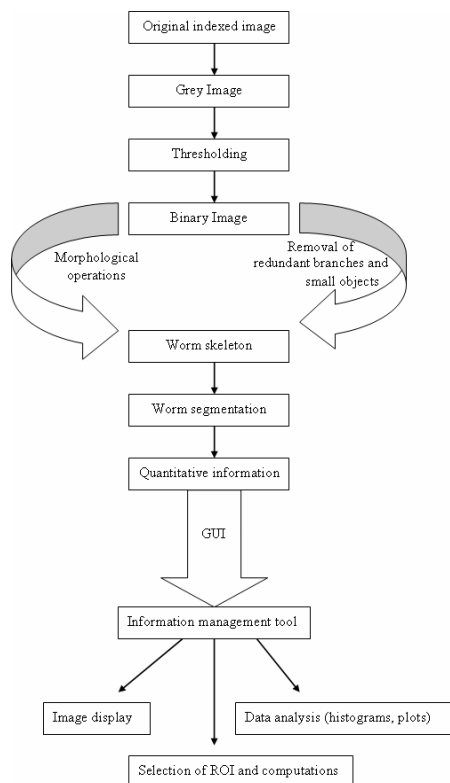 Original indexed image
Grey Image
Thresholding
Binary Image
Morphological
operations
Removal of
redundant branches and
small objects
Worm skeleton
Worm segmentation
Quantitative information
GUI
Information management tool
Image display
Data analysis (histograms, plots)
Selection of ROI and computations